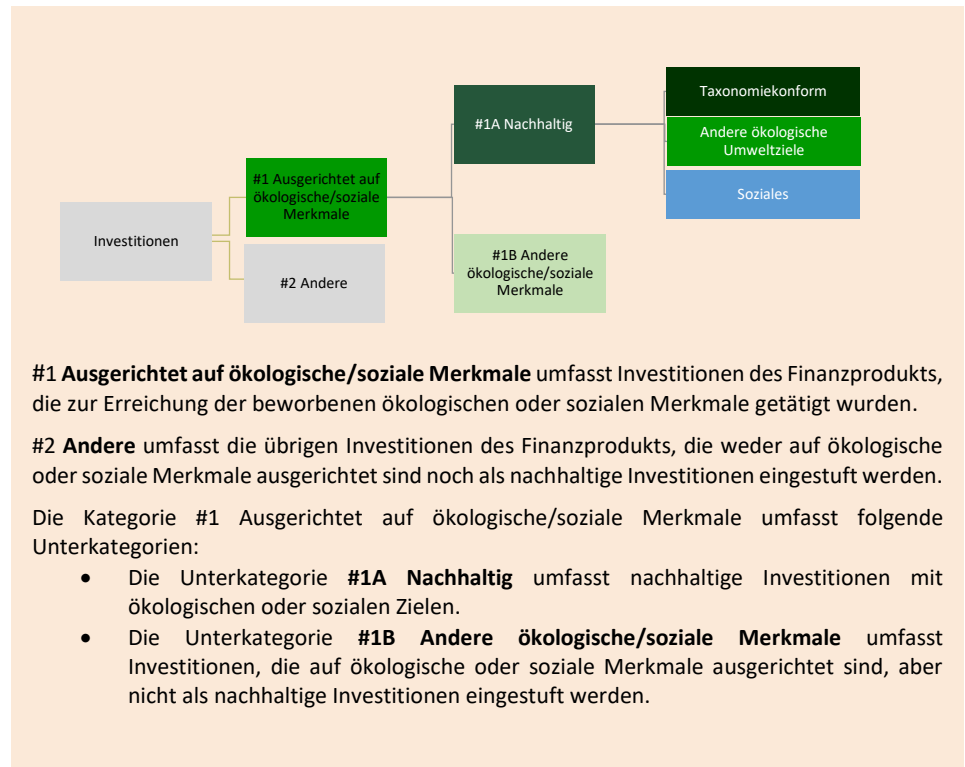 Taxonomiekonform
#1A Nachhaltig
Andere ökologische
Umweltziele
Soziales
#1 Ausgerichtet auf
ökologische/soziale
Merkmale
Investitionen
#2 Andere
#1B Andere
ökologische/soziale
Merkmale
#1 Ausgerichtet auf ökologische/soziale Merkmale umfasst Investitionen des Finanzprodukts,
die zur Erreichung der beworbenen ökologischen oder sozialen Merkmale getätigt wurden.
#2 Andere umfasst die übrigen Investitionen des Finanzprodukts, die weder auf ökologische
oder soziale Merkmale ausgerichtet sind noch als nachhaltige Investitionen eingestuft werden.
Die Kategorie #1 Ausgerichtet auf ökologische/soziale Merkmale umfasst folgende
Unterkategorien:
• Die Unterkategorie #1A Nachhaltig umfasst nachhaltige Investitionen mit
ökologischen oder sozialen Zielen.
• Die Unterkategorie #1B Andere ökologische/soziale Merkmale umfasst
Investitionen, die auf ökologische oder soziale Merkmale ausgerichtet sind, aber
nicht als nachhaltige Investitionen eingestuft werden.